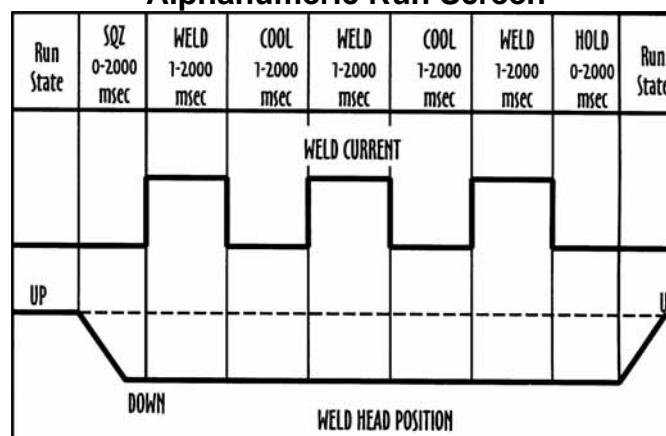 Alphanumeric Run Screen
Run State
SQZ 0-2000 msec
WELD 1-2000 msec
COOL 1-2000 msec
WELD 1-2000 msec
COOL 1-2000 msec
WELD 1-2000 msec
HOLD 0-2000 msec
Run State
WELD CURRENT
UP
U
DOWN
WELD HEAD POSITION